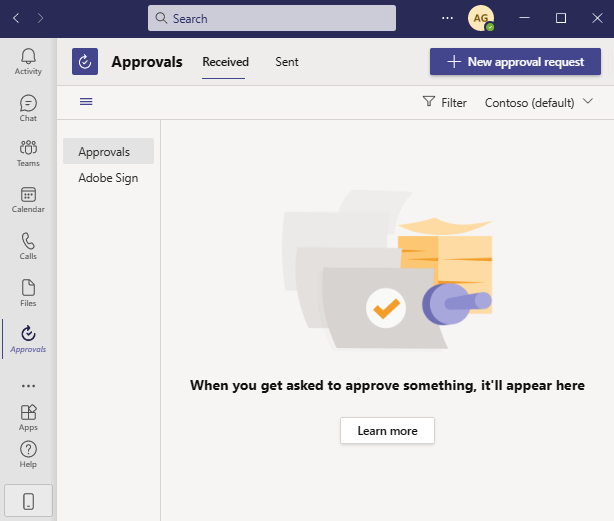 Search
AG
Activity
Chat
Teams
Calendar
Calls
Files
Approvals
Apps
Help
Approvals
Received
Sent
New approval request
Filter
Contoso (default)
Approvals
Adobe Sign
When you get asked to approve something, it'll appear here
Learn more